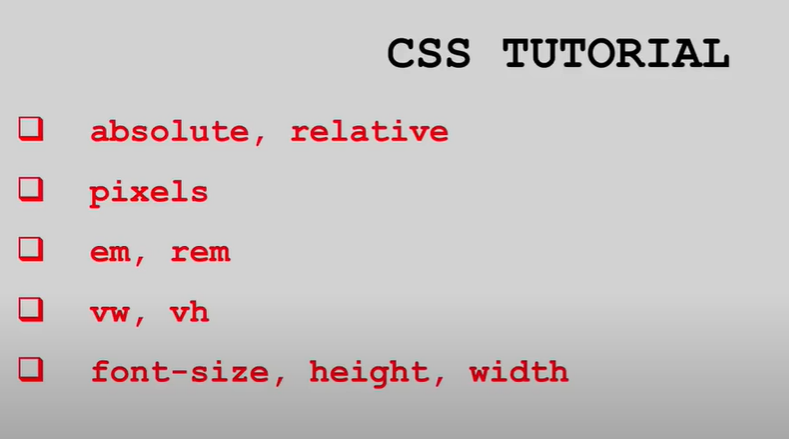 CSS TUTORIAL
absolute, relative
pixels
em, rem
vw, vh
font-size, height, width